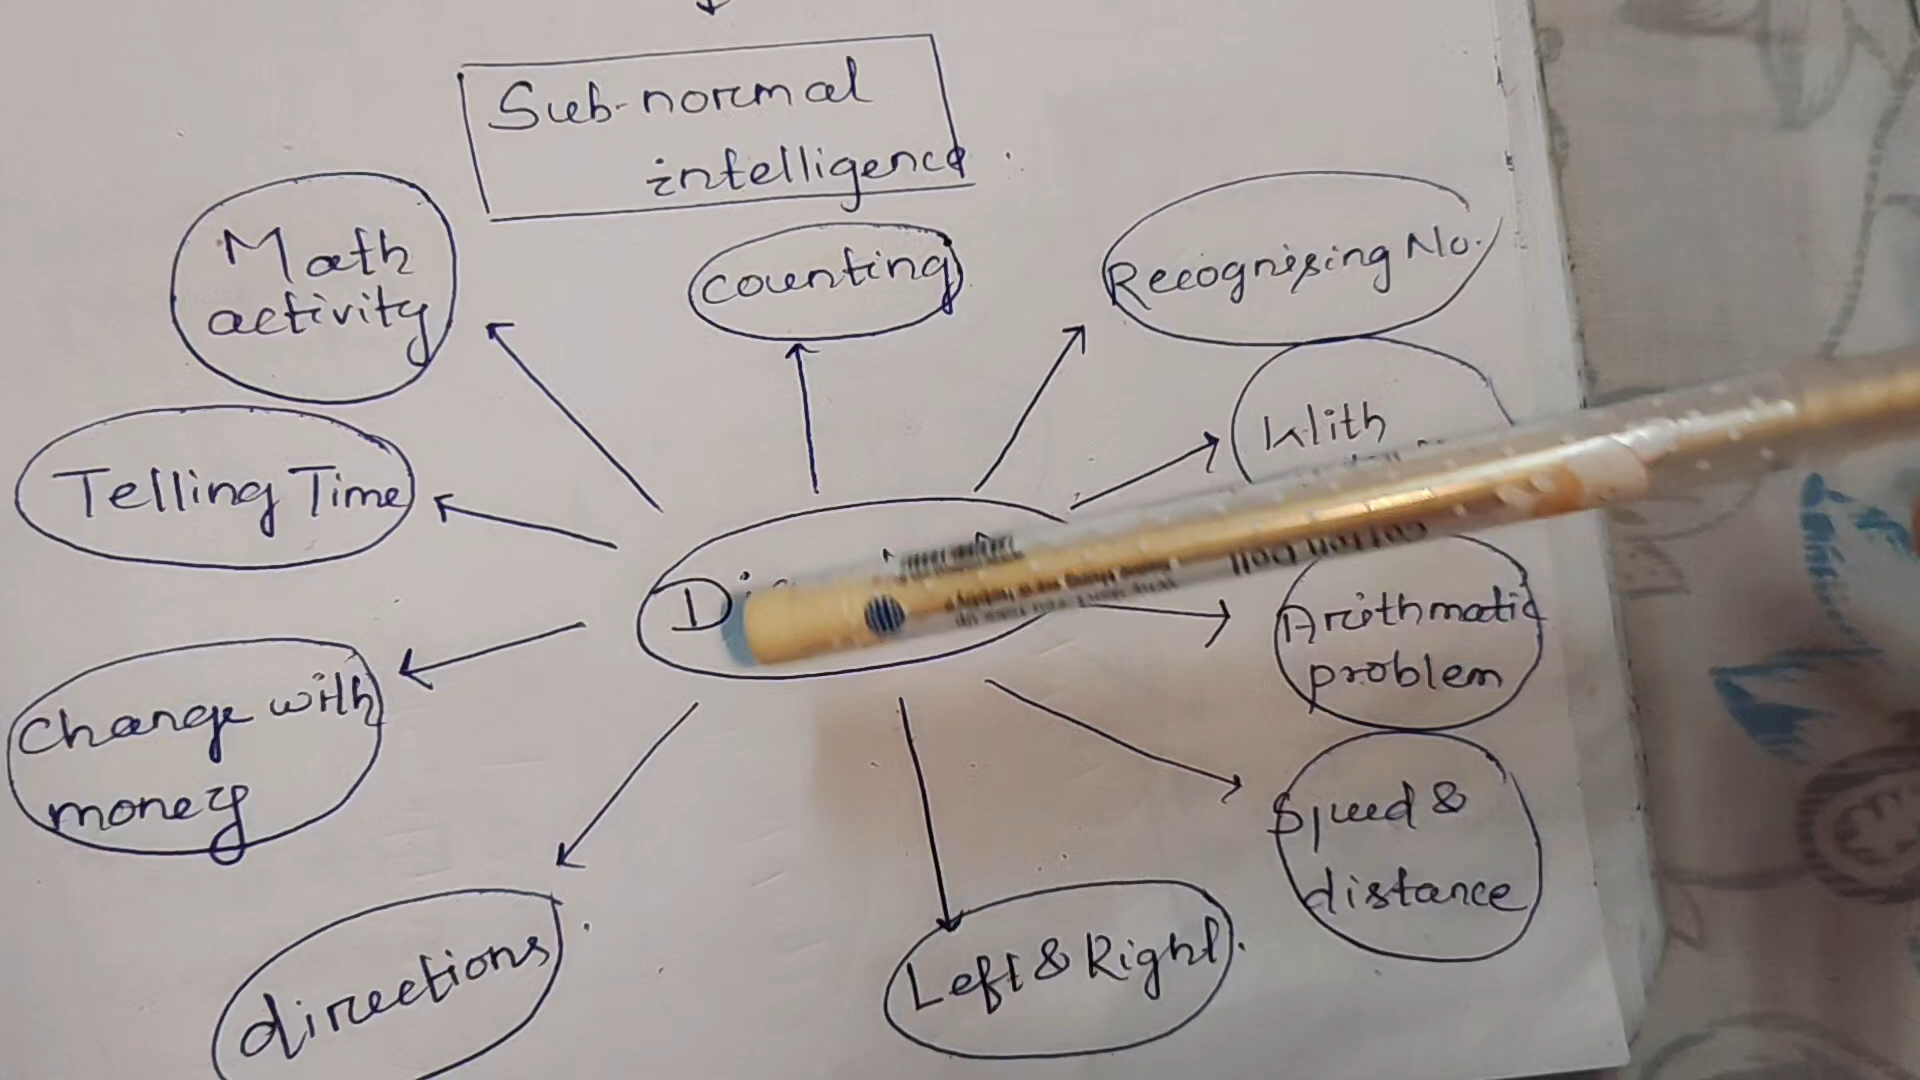 Sub-normal
intelligence.
Math
activity
counting
Recognising No.
Telling Time
With
Arithmatic
problem
Change with
money
Speed &
distance
directions.
Left & Right.